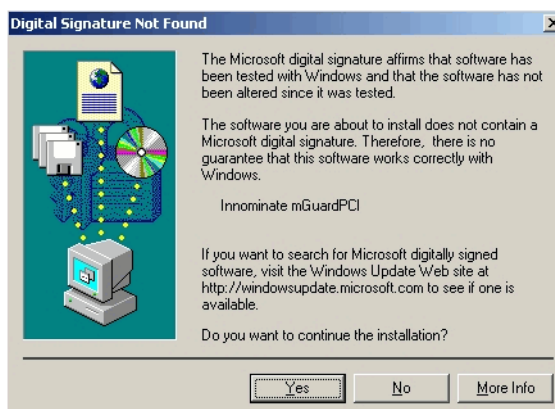 Digital Signature Not Found
The Microsoft digital signature affirms that software has
been tested with Windows and that the software has not
been altered since it was tested.
The software you are about to install does not contain a
Microsoft digital signature. Therefore, there is no
guarantee that this software works correctly with
Windows.
Innominate mGuardPCI
If you want to search for Microsoft digitally signed
software, visit the Windows Update Web site at
http://windowsupdate.microsoft.com to see if one is
available.
Do you want to continue the installation?
Yes No More Info